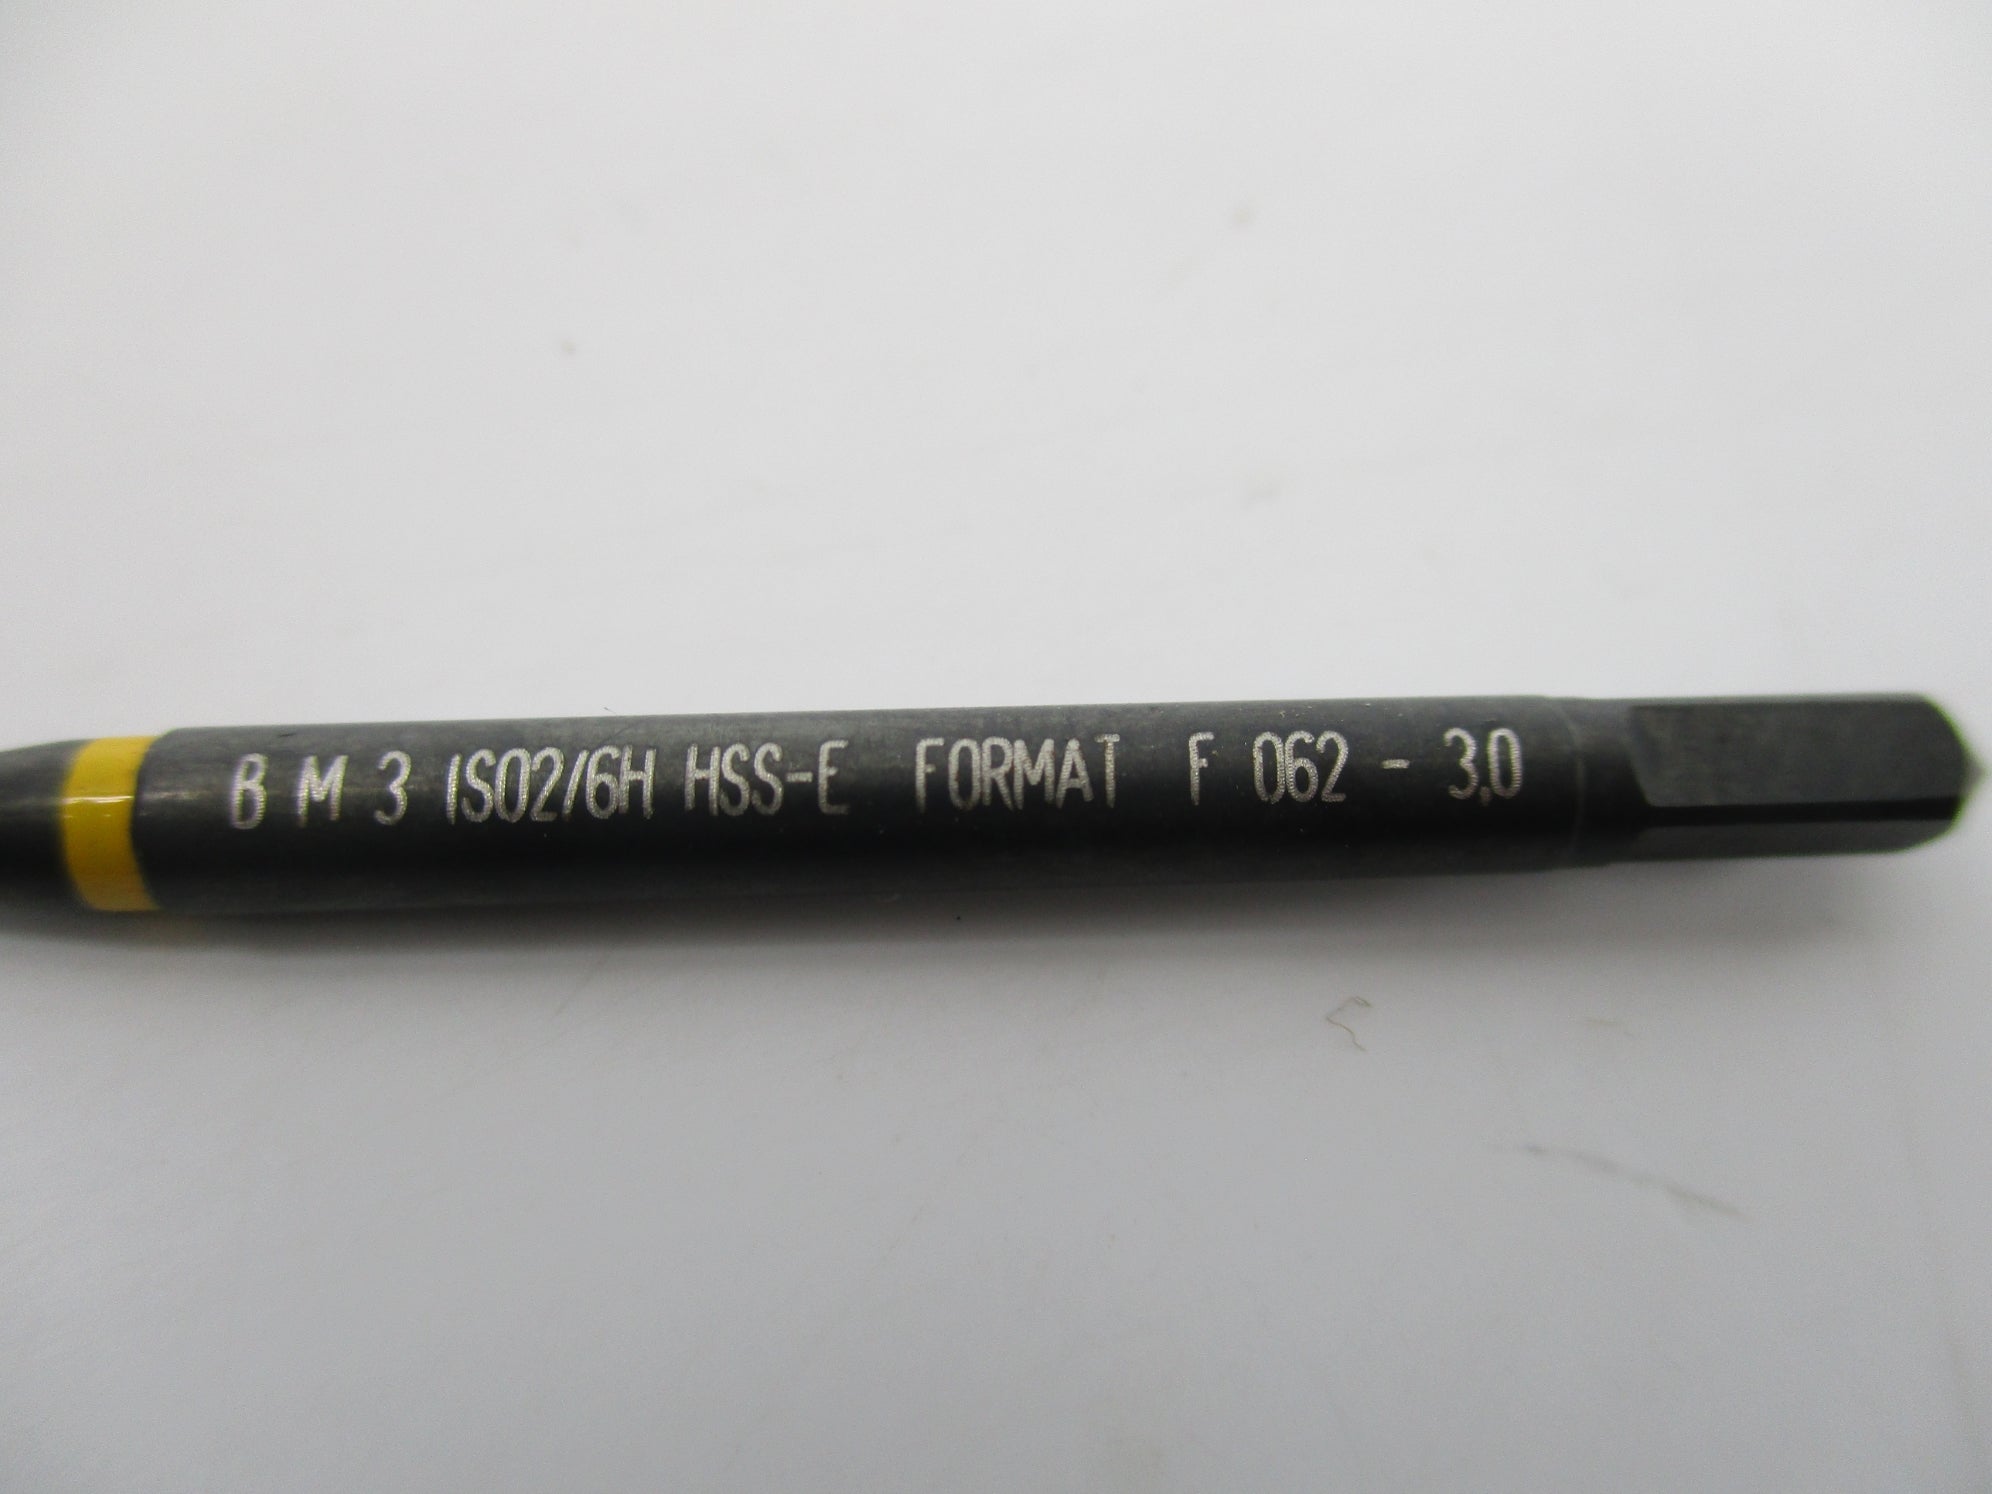 B M 3 ISO2/6H HSS-E FORMAT F 062 - 3,0